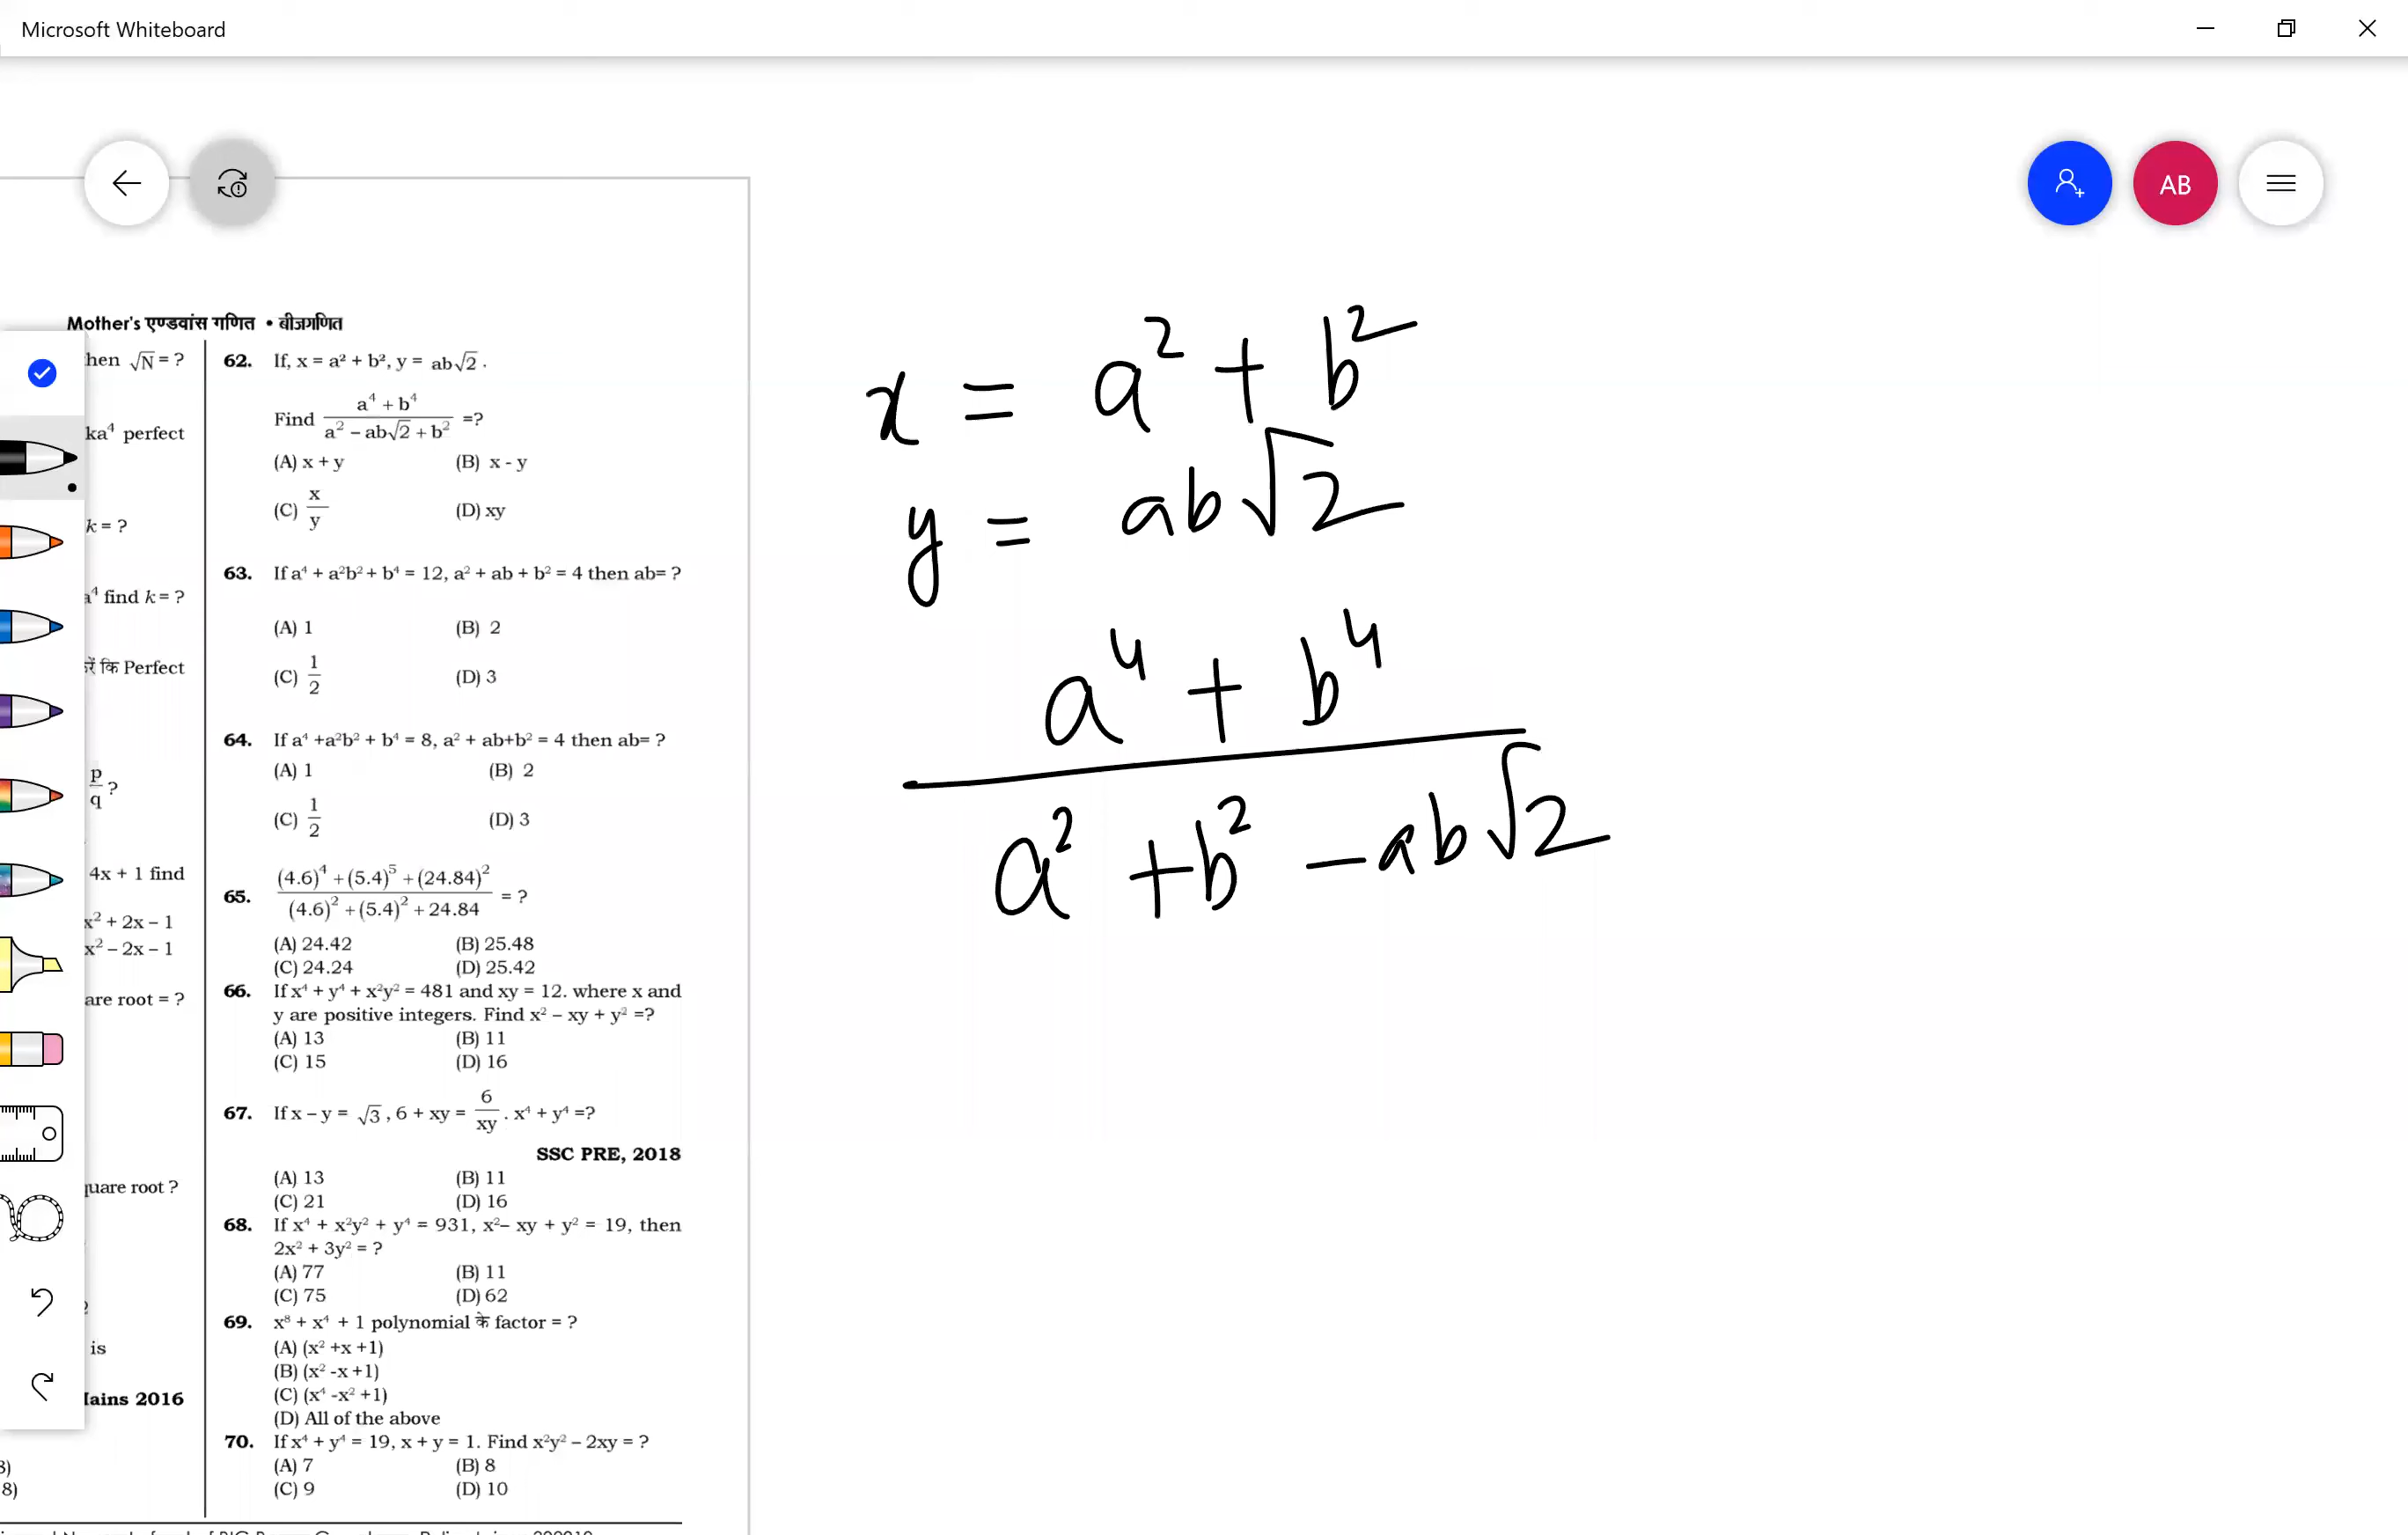 Microsoft Whiteboard
AB
Mother's एण्डवांस गणित • बीजगणित
hen √N = ?
ka⁴ perfect
k = ?
a⁴ find k = ?
रें कि Perfect
p/q ?
4x + 1 find
x² + 2x – 1
x² – 2x – 1
are root = ?
quare root ?
is
Mains 2016
3)
8)
62. If, x = a² + b², y = ab√2 .
Find (a⁴ + b⁴)/(a² – ab√2 + b²) =?
(A) x + y (B) x - y
(C) x/y (D) xy
63. If a⁴ + a²b² + b⁴ = 12, a² + ab + b² = 4 then ab= ?
(A) 1 (B) 2
(C) 1/2 (D) 3
64. If a⁴ +a²b² + b⁴ = 8, a² + ab+b² = 4 then ab= ?
(A) 1 (B) 2
(C) 1/2 (D) 3
65. ((4.6)⁴ + (5.4)⁵ + (24.84)²)/((4.6)² + (5.4)² + 24.84) = ?
(A) 24.42 (B) 25.48
(C) 24.24 (D) 25.42
66. If x⁴ + y⁴ + x²y² = 481 and xy = 12. where x and
y are positive integers. Find x² – xy + y² =?
(A) 13 (B) 11
(C) 15 (D) 16
67. If x – y = √3 , 6 + xy = 6/xy . x⁴ + y⁴ =?
SSC PRE, 2018
(A) 13 (B) 11
(C) 21 (D) 16
68. If x⁴ + x²y² + y⁴ = 931, x²– xy + y² = 19, then
2x² + 3y² = ?
(A) 77 (B) 11
(C) 75 (D) 62
69. x⁸ + x⁴ + 1 polynomial के factor = ?
(A) (x² +x +1)
(B) (x² -x +1)
(C) (x⁴ -x² +1)
(D) All of the above
70. If x⁴ + y⁴ = 19, x + y = 1. Find x²y² – 2xy = ?
(A) 7 (B) 8
(C) 9 (D) 10
x = a² + b²
y = ab√2
a⁴ + b⁴
a² + b² – ab√2